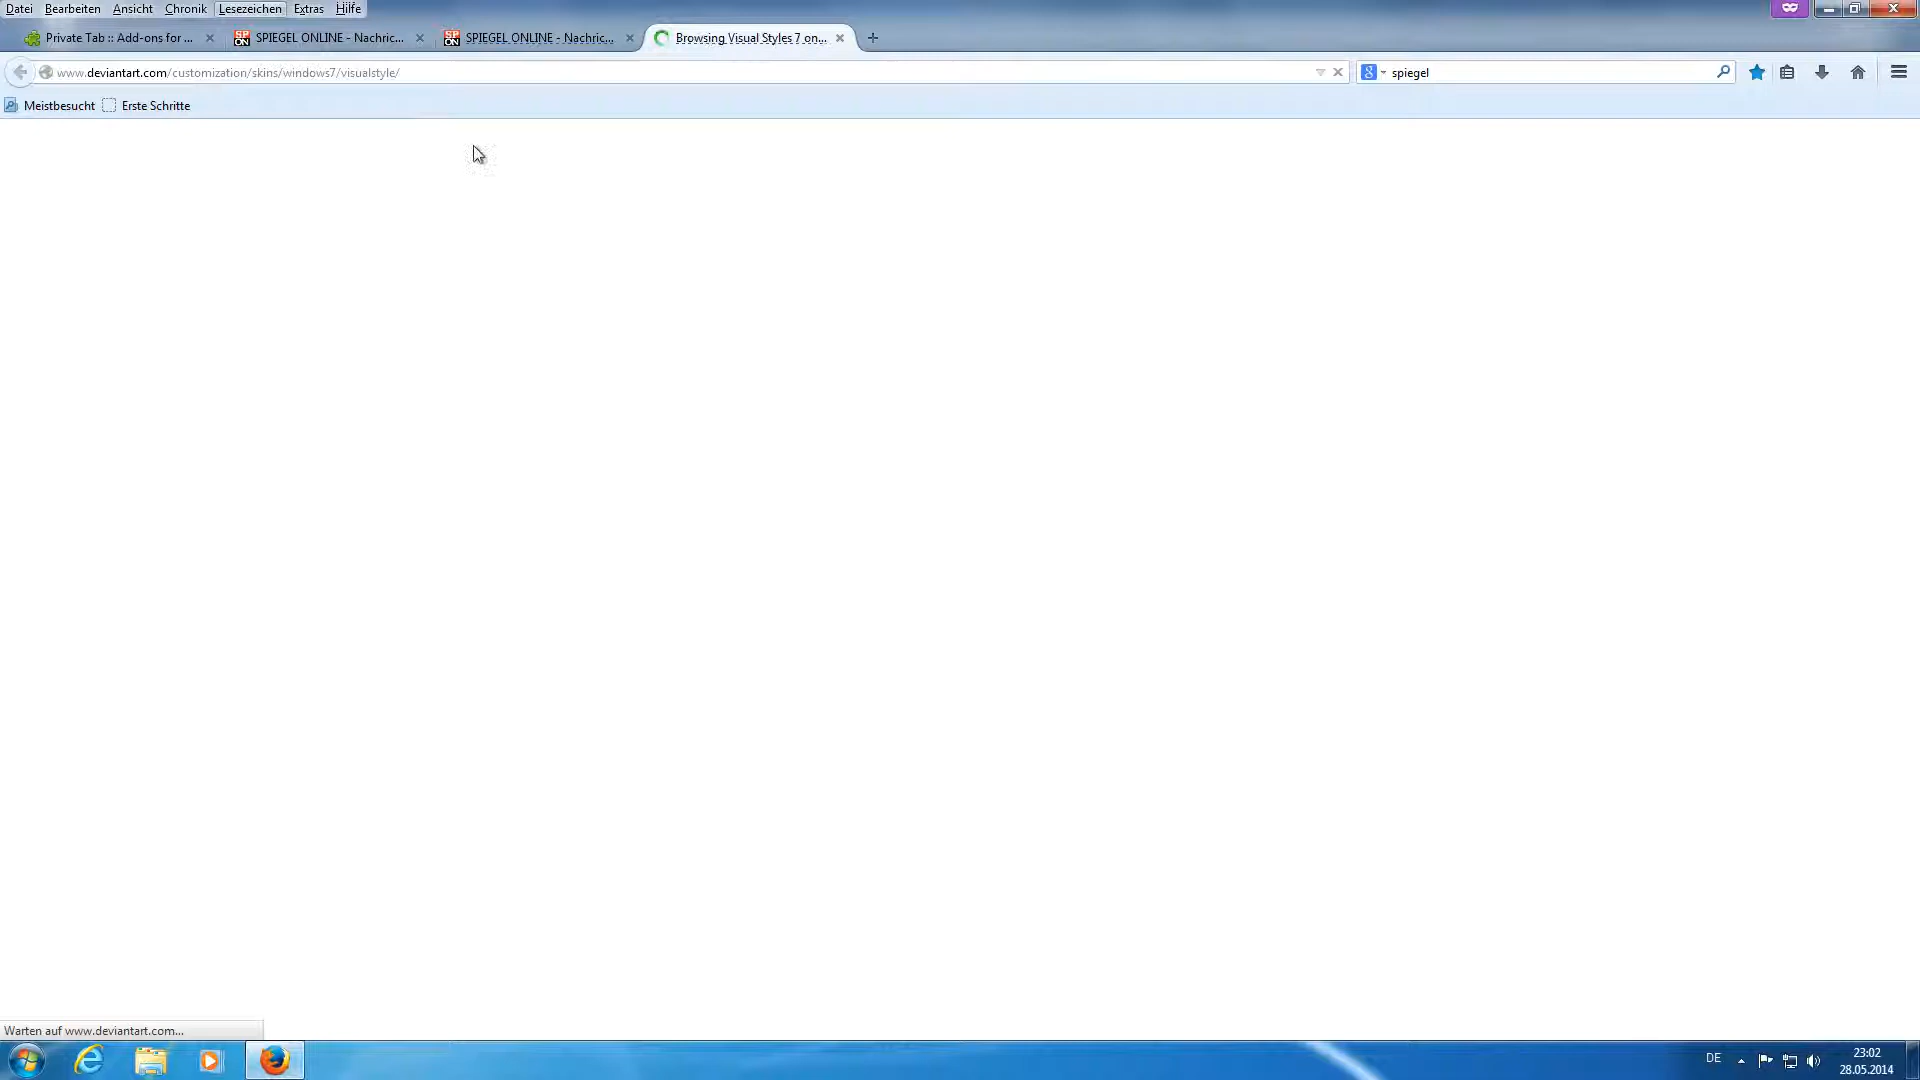 Datei Bearbeiten Ansicht Chronik Lesezeichen Extras Hilfe
Private Tab :: Add-ons for ... SPIEGEL ONLINE - Nachric... SPIEGEL ONLINE - Nachric... Browsing Visual Styles 7 on...
www.deviantart.com/customization/skins/windows7/visualstyle/ spiegel
Meistbesucht Erste Schritte
Warten auf www.deviantart.com...
DE 23:02
28.05.2014